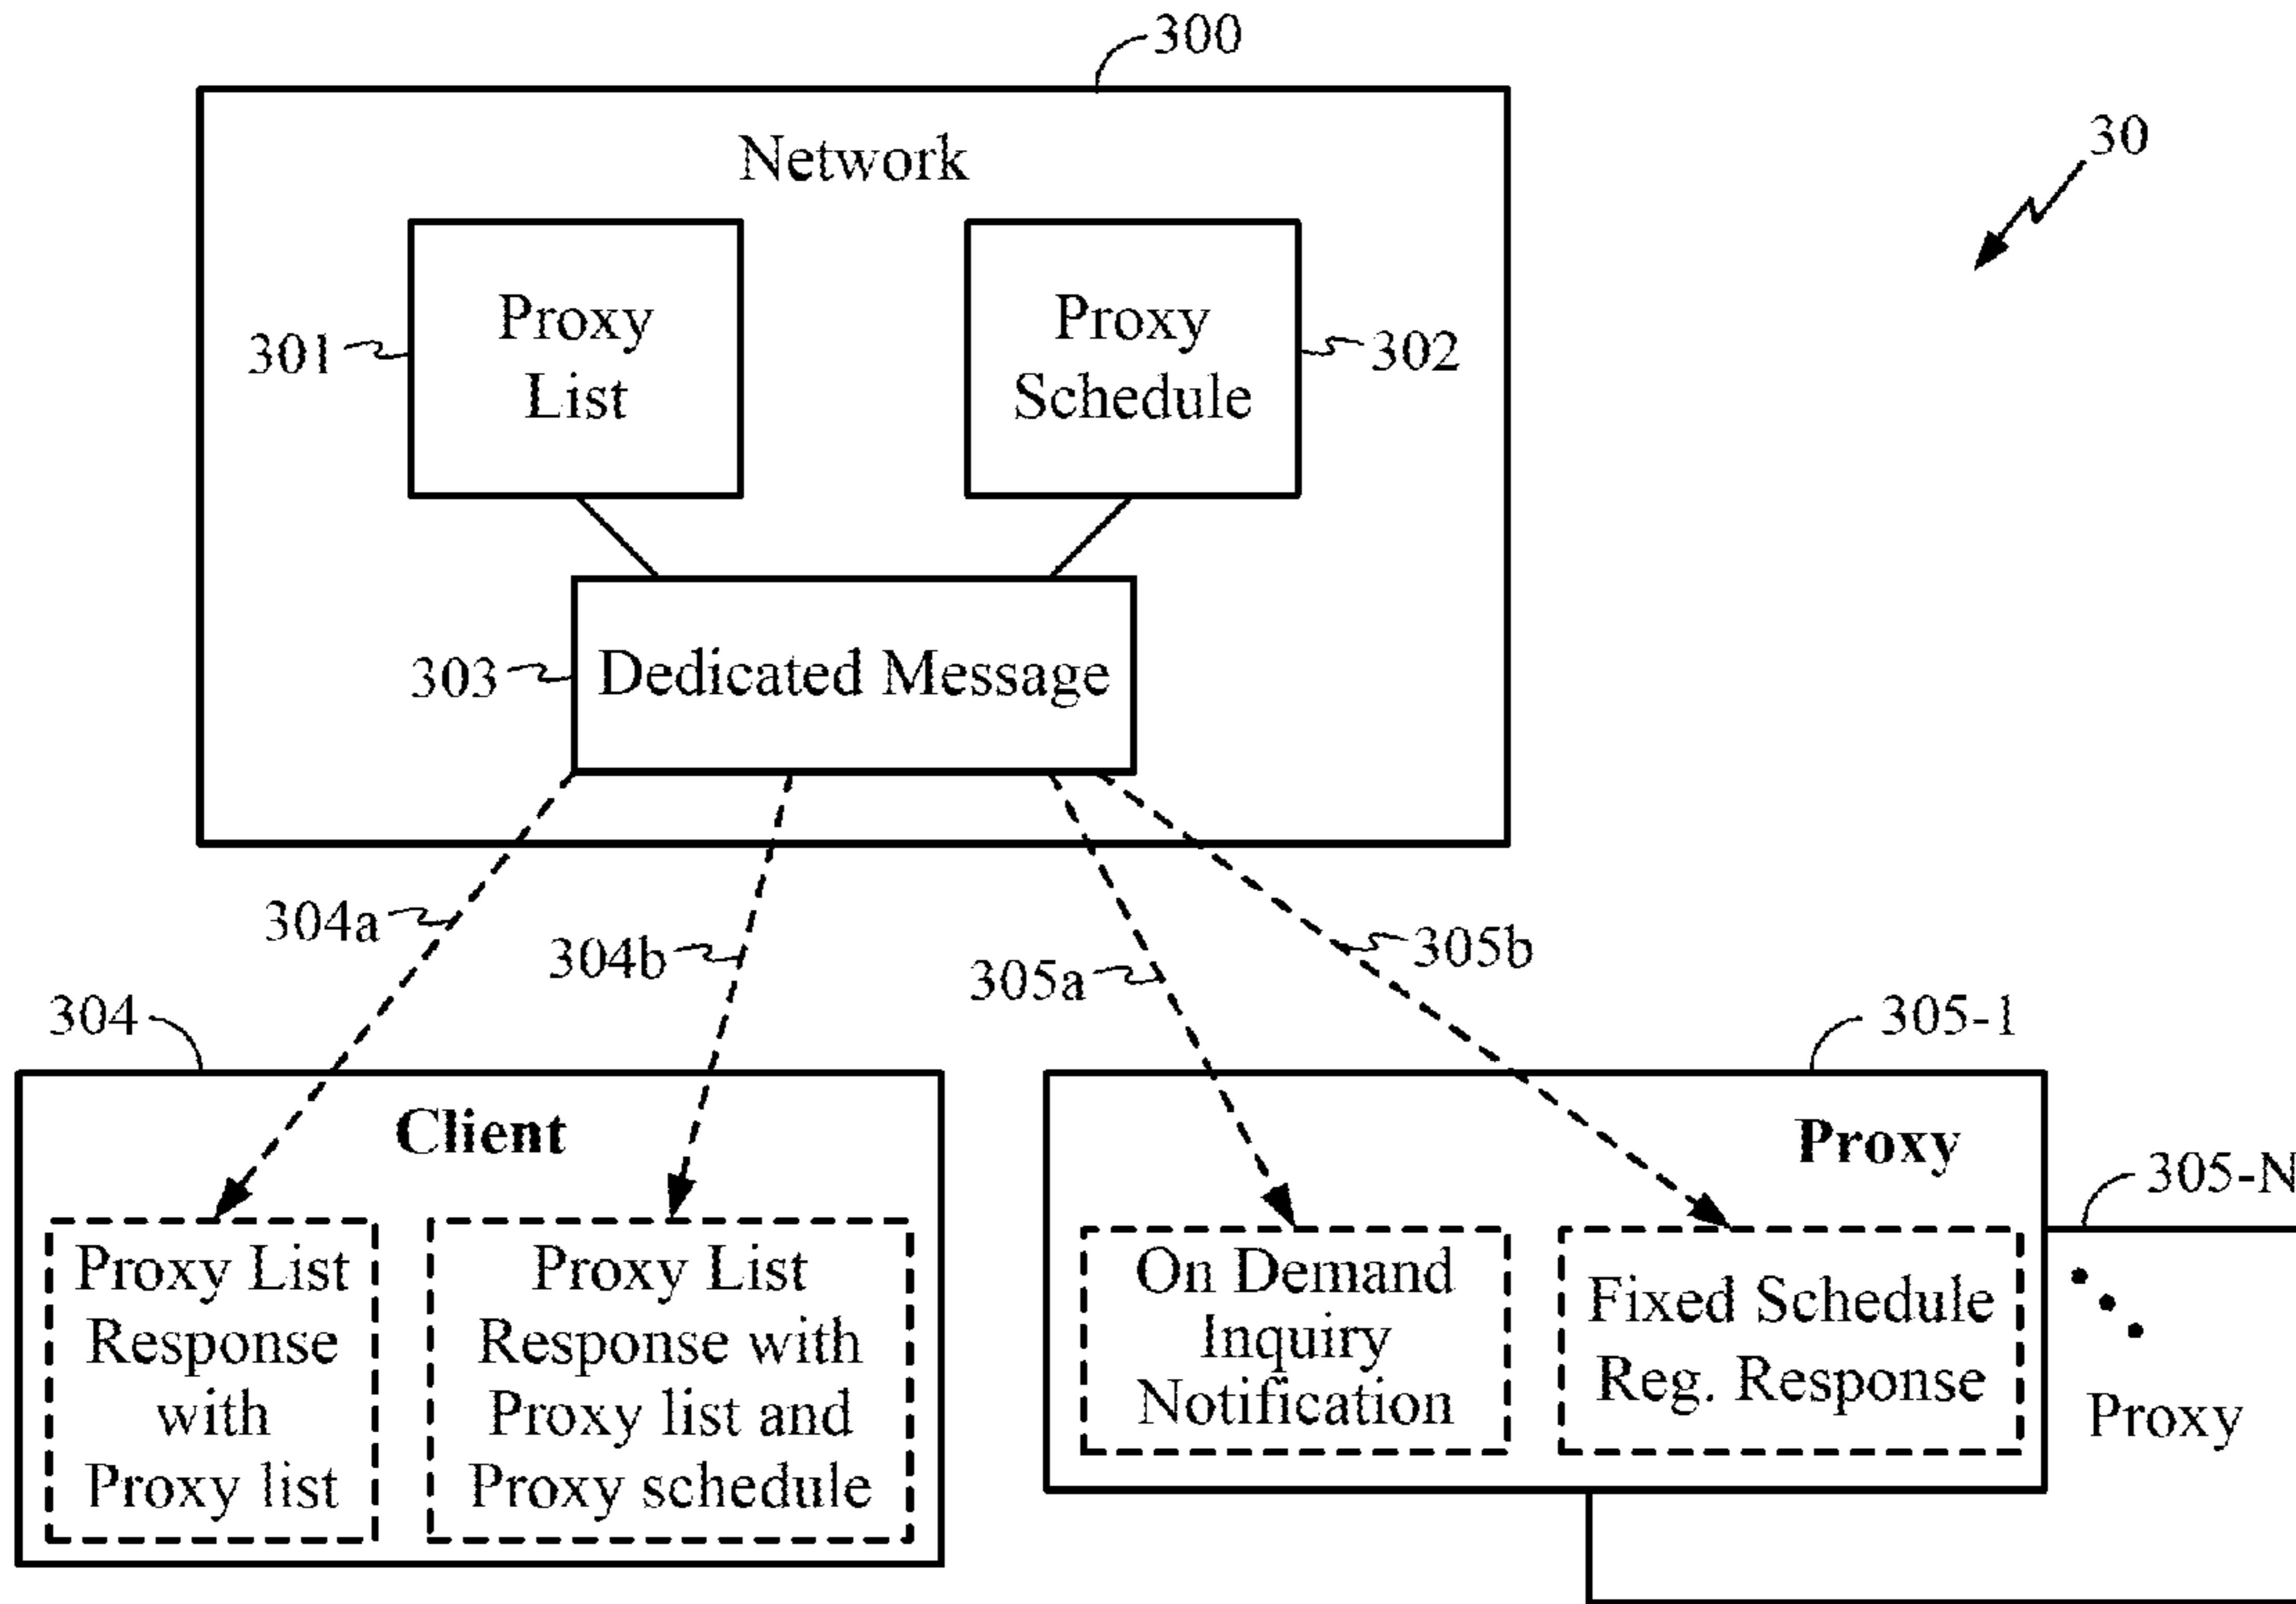 300
Network
30
Proxy
List
Proxy
Schedule
301
302
303
Dedicated Message
304a
304b
305a
305b
304
305-1
Client
Proxy
305-N
Proxy List
Response
with
Proxy list
Proxy List
Response with
Proxy list and
Proxy schedule
On Demand
Inquiry
Notification
Fixed Schedule
Reg. Response
Proxy